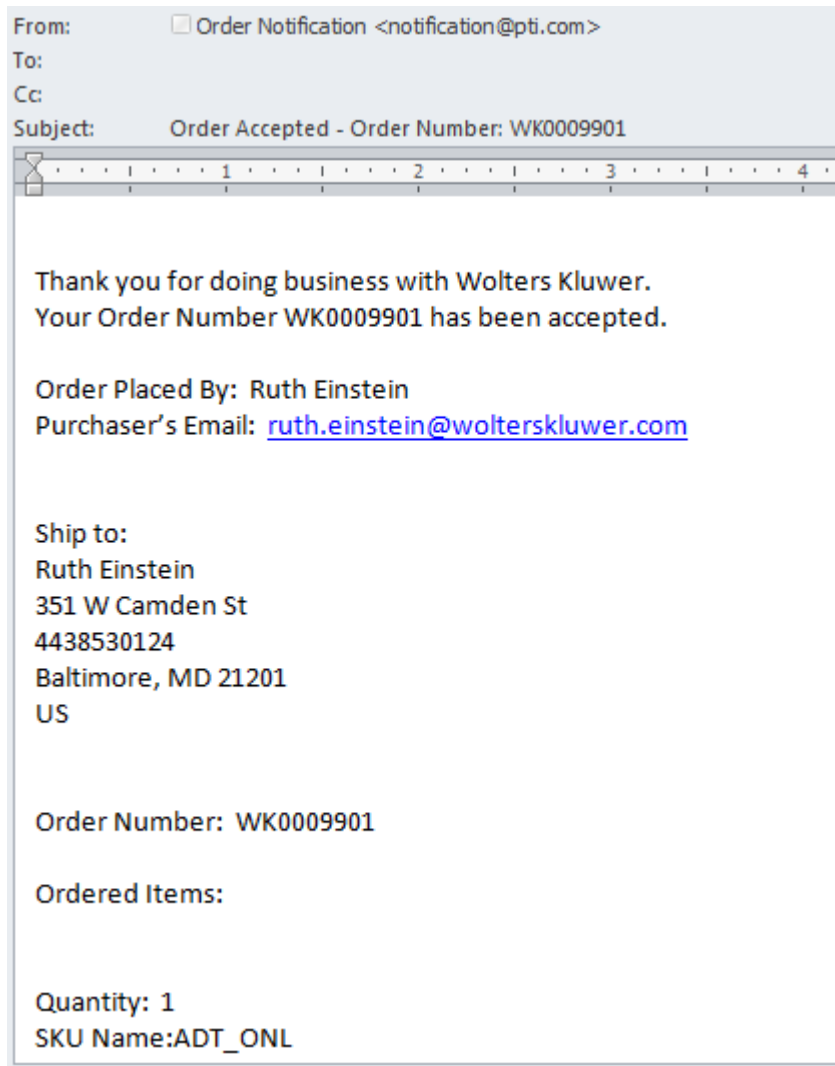 From: Order Notification <notification@pti.com>
To:
Cc:
Subject: Order Accepted - Order Number: WK0009901
1 2 3 4
Thank you for doing business with Wolters Kluwer.
Your Order Number WK0009901 has been accepted.
Order Placed By: Ruth Einstein
Purchaser’s Email: ruth.einstein@wolterskluwer.com
Ship to:
Ruth Einstein
351 W Camden St
4438530124
Baltimore, MD 21201
US
Order Number: WK0009901
Ordered Items:
Quantity: 1
SKU Name:ADT_ONL